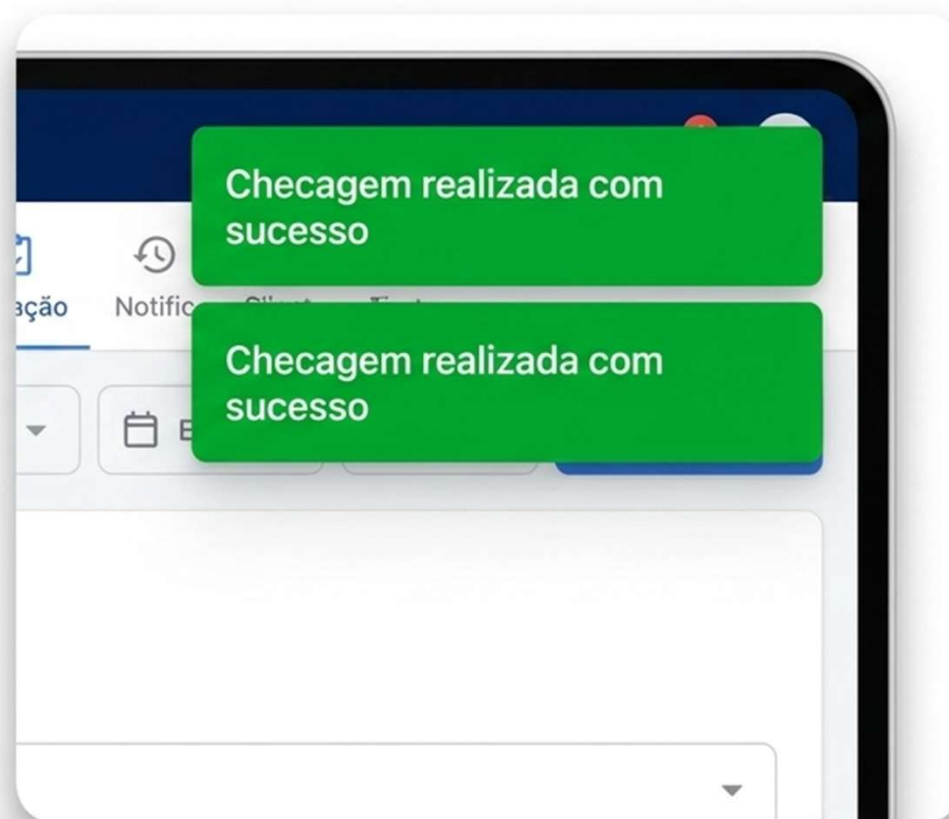 Checagem realizada com
sucesso
ação
Notific
Checagem realizada com
sucesso